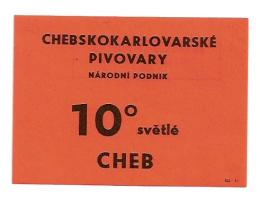 CHEBSKOKARLOVARSKÉ
PIVOVARY
NÁRODNÍ PODNIK
10° světlé
CHEB